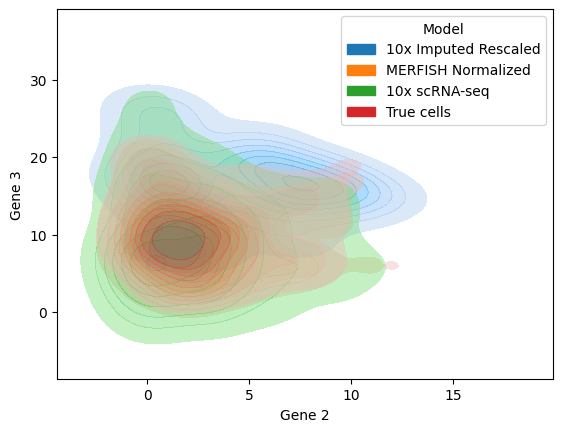 Model
10x Imputed Rescaled
MERFISH Normalized
10x scRNA-seq
True cells
30
20
10
0
Gene 3
0
5
10
15
Gene 2